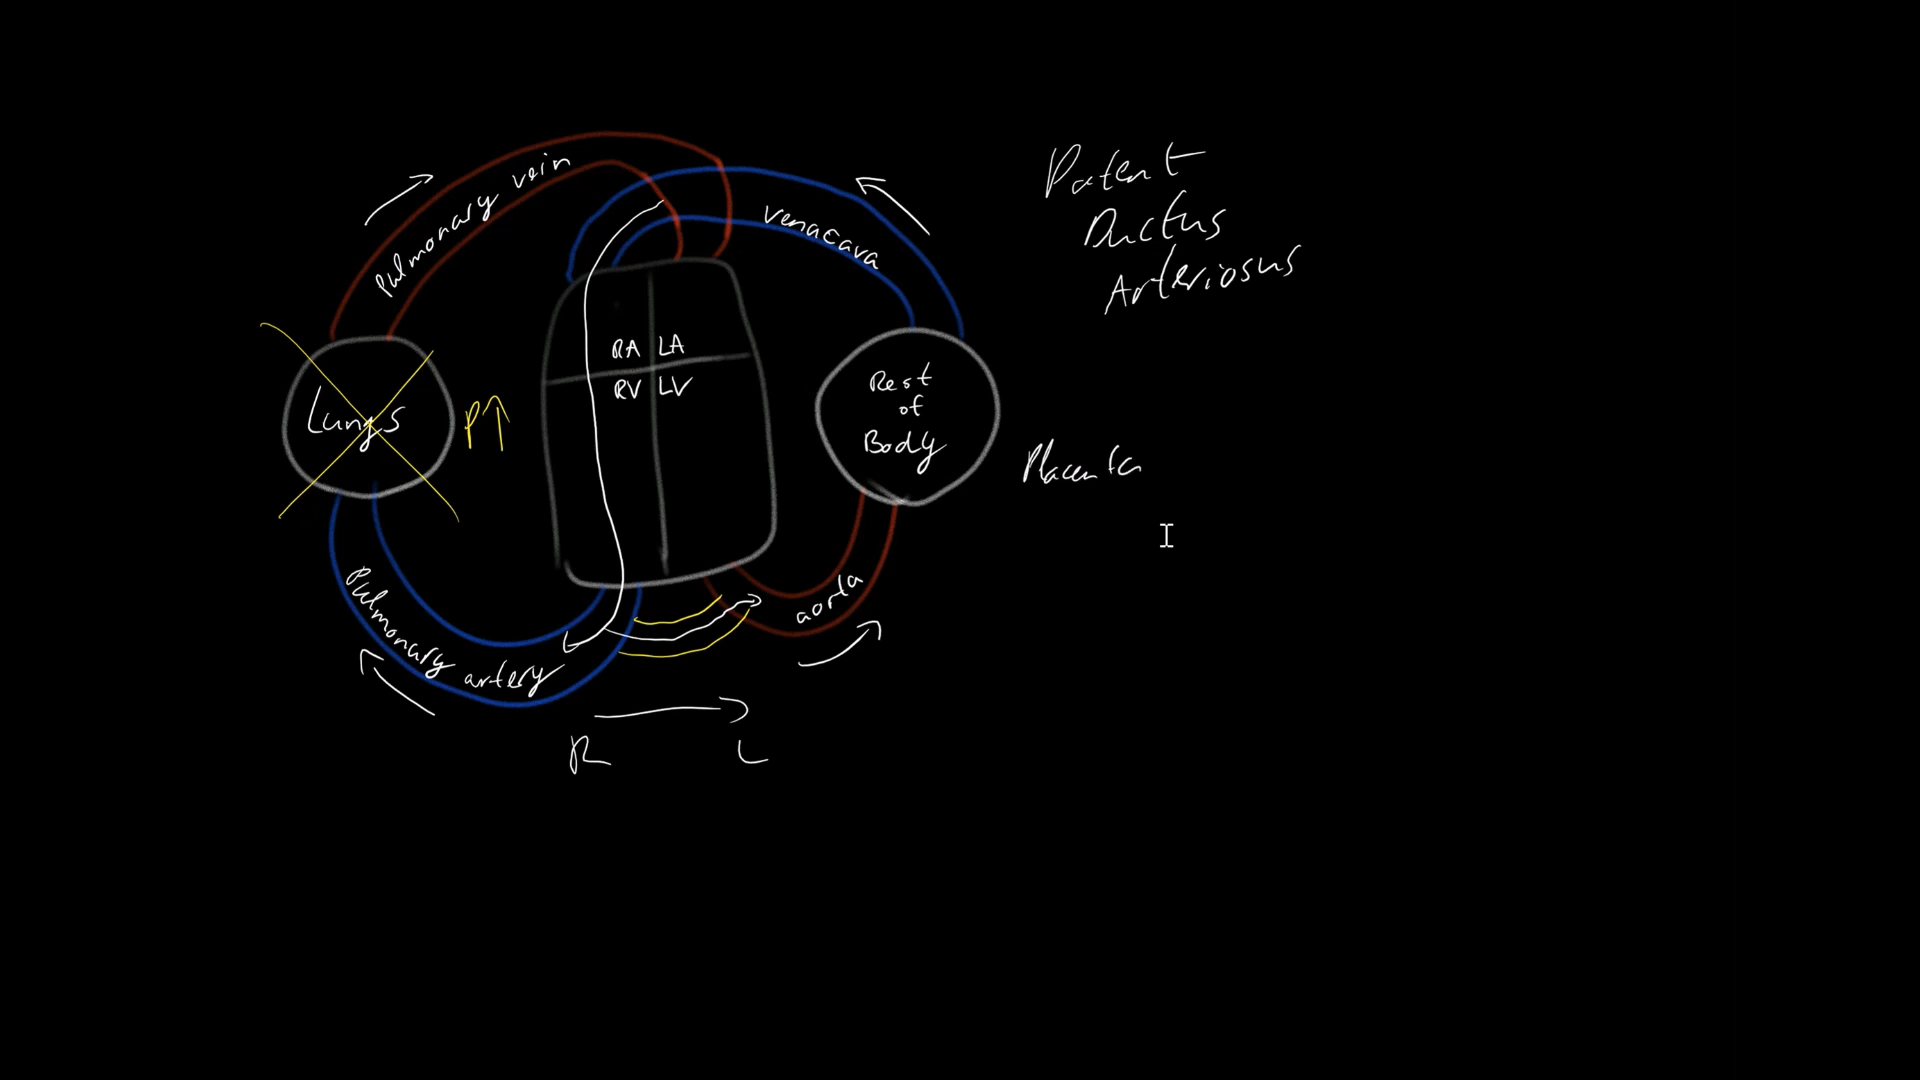 Pulmonary vein
venacava
Patent
Ductus
Arteriosus
RA LA
RV LV
Lungs
P↑
Rest
of
Body
Placenta
Pulmonary artery
aorta
R L